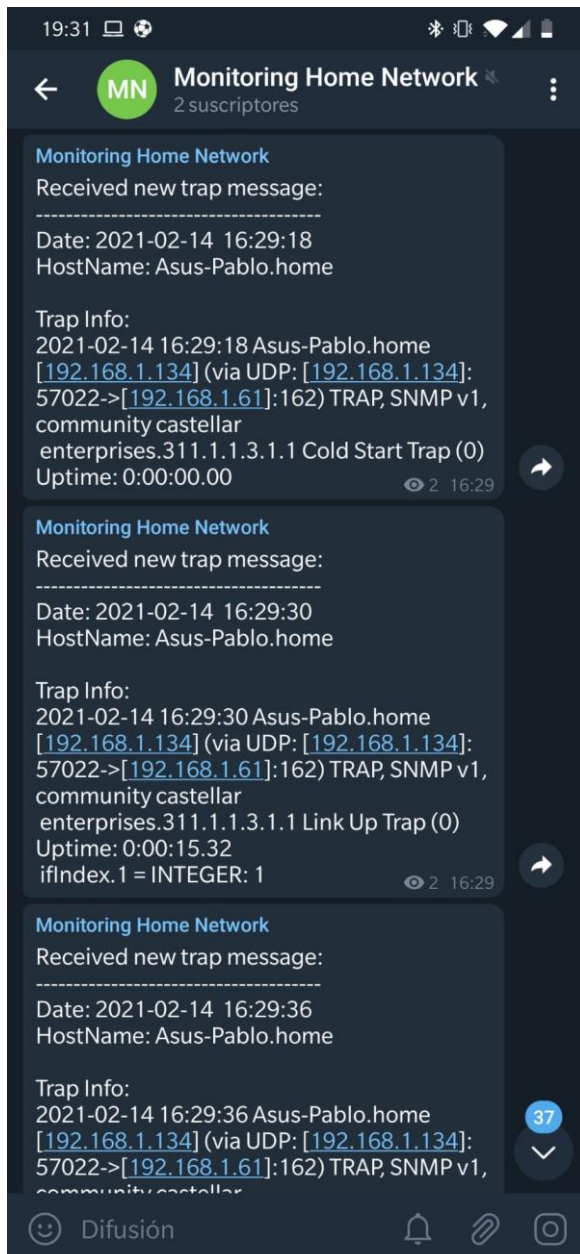 19:31
MN
Monitoring Home Network
2 suscriptores
Monitoring Home Network
Received new trap message:
--------------------------------------
Date: 2021-02-14 16:29:18
HostName: Asus-Pablo.home
Trap Info:
2021-02-14 16:29:18 Asus-Pablo.home
[192.168.1.134] (via UDP: [192.168.1.134]:
57022->[192.168.1.61]:162) TRAP, SNMP v1,
community castellar
enterprises.311.1.1.3.1.1 Cold Start Trap (0)
Uptime: 0:00:00.00
2 16:29
Monitoring Home Network
Received new trap message:
--------------------------------------
Date: 2021-02-14 16:29:30
HostName: Asus-Pablo.home
Trap Info:
2021-02-14 16:29:30 Asus-Pablo.home
[192.168.1.134] (via UDP: [192.168.1.134]:
57022->[192.168.1.61]:162) TRAP, SNMP v1,
community castellar
enterprises.311.1.1.3.1.1 Link Up Trap (0)
Uptime: 0:00:15.32
ifIndex.1 = INTEGER: 1
2 16:29
Monitoring Home Network
Received new trap message:
--------------------------------------
Date: 2021-02-14 16:29:36
HostName: Asus-Pablo.home
Trap Info:
2021-02-14 16:29:36 Asus-Pablo.home
[192.168.1.134] (via UDP: [192.168.1.134]:
57022->[192.168.1.61]:162) TRAP, SNMP v1,
community castellar
37
Difusión